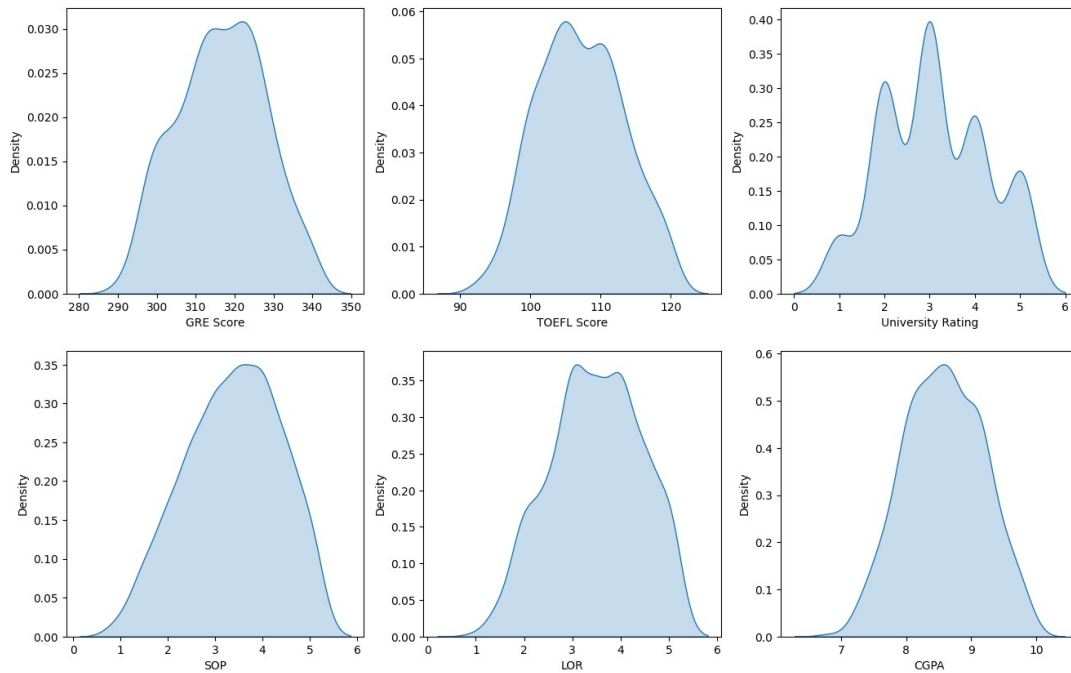 0.030
0.025
0.020
0.015
0.010
0.005
0.000
Density
280 290 300 310 320 330 340 350
GRE Score
0.06
0.05
0.04
0.03
0.02
0.01
0.00
Density
90 100 110 120
TOEFL Score
0.40
0.35
0.30
0.25
0.20
0.15
0.10
0.05
0.00
Density
0 1 2 3 4 5 6
University Rating
0.35
0.30
0.25
0.20
0.15
0.10
0.05
0.00
Density
0 1 2 3 4 5 6
SOP
0.35
0.30
0.25
0.20
0.15
0.10
0.05
0.00
Density
0 1 2 3 4 5 6
LOR
0.6
0.5
0.4
0.3
0.2
0.1
0.0
Density
7 8 9 10
CGPA